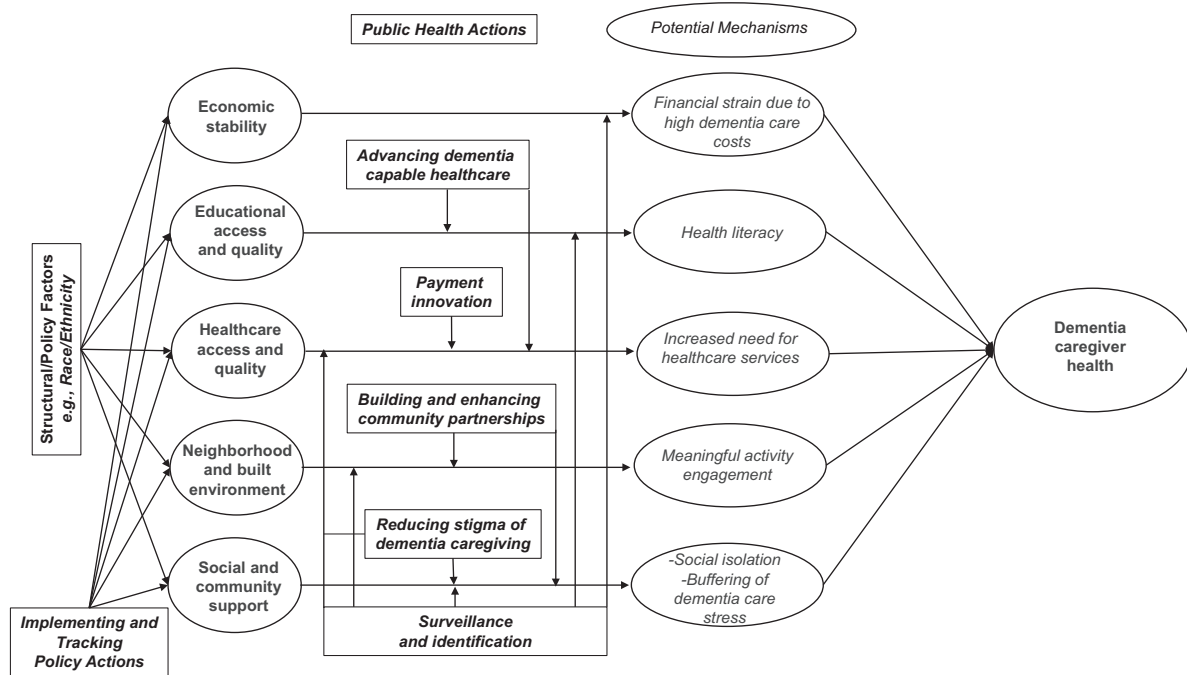 Public Health Actions
Potential Mechanisms
Structural/Policy Factors
e.g., Race/Ethnicity
Implementing and
Tracking
Policy Actions
Economic
stability
Educational
access
and quality
Healthcare
access and
quality
Neighborhood
and built
environment
Social and
community
support
Advancing dementia
capable healthcare
Payment
innovation
Building and enhancing
community partnerships
Reducing stigma of
dementia caregiving
Surveillance
and identification
Financial strain due to
high dementia care
costs
Health literacy
Increased need for
healthcare services
Meaningful activity
engagement
-Social isolation
-Buffering of
dementia care
stress
Dementia
caregiver
health